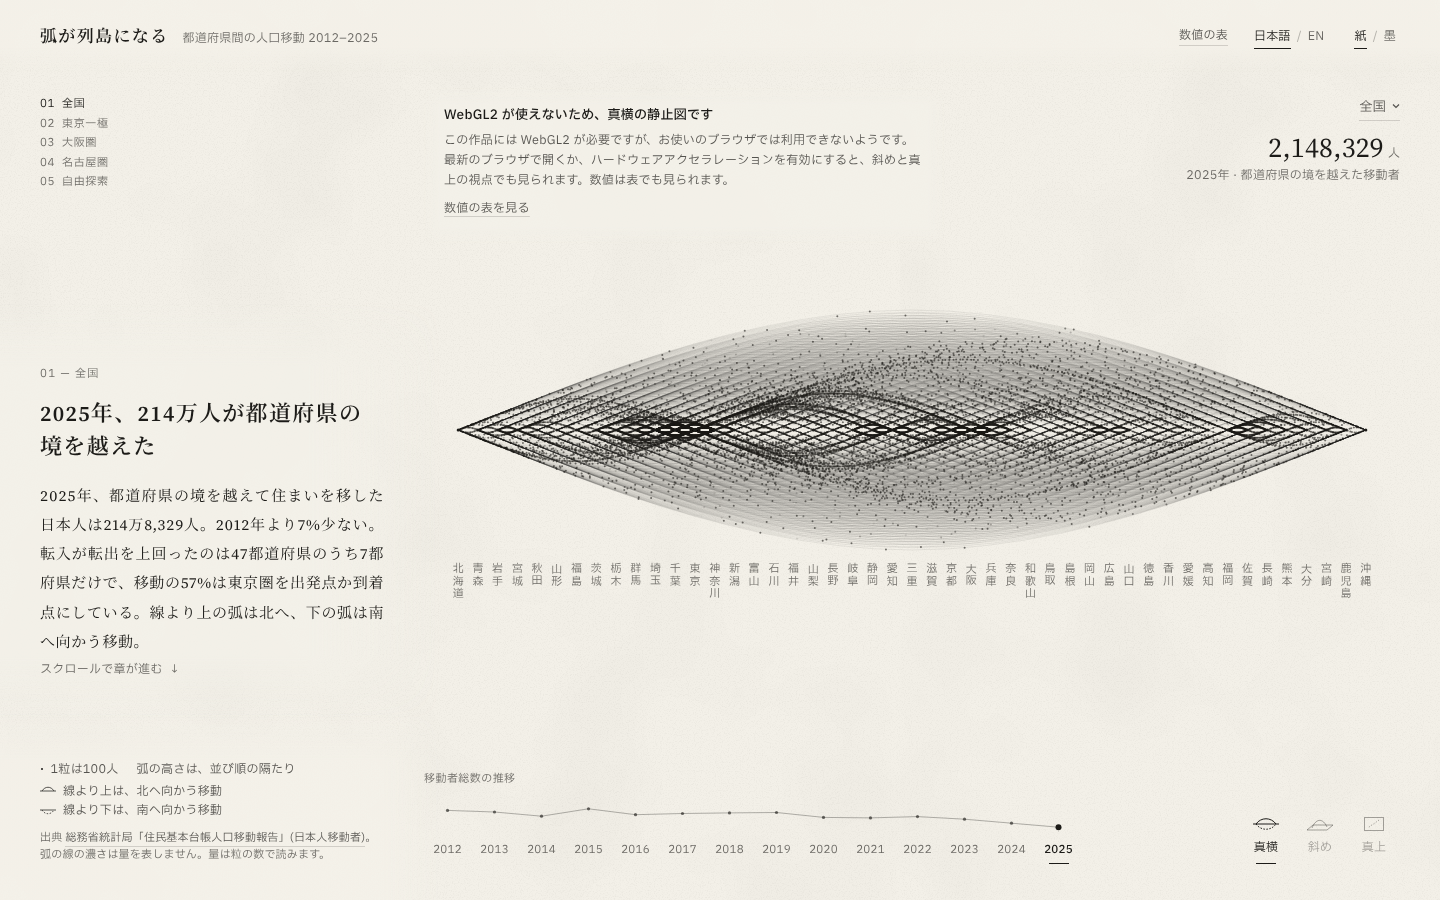 弧が列島になる
都道府県間の人口移動 2012–2025
数値の表
日本語 / EN
紙 / 墨
01 全国
02 東京一極
03 大阪圏
04 名古屋圏
05 自由探索
WebGL2 が使えないため、真横の静止図です
この作品には WebGL2 が必要ですが、お使いのブラウザでは利用できないようです。
最新のブラウザで開くか、ハードウェアアクセラレーションを有効にすると、斜めと真
上の視点でも見られます。数値は表でも見られます。
数値の表を見る
全国
2,148,329 人
2025年 · 都道府県の境を越えた移動者
01 — 全国
2025年、214万人が都道府県の
境を越えた
2025年、都道府県の境を越えて住まいを移した
日本人は214万8,329人。2012年より7%少ない。
転入が転出を上回ったのは47都道府県のうち7都
府県だけで、移動の57%は東京圏を出発点か到着
点にしている。線より上の弧は北へ、下の弧は南
へ向かう移動。
スクロールで章が進む ↓
北海道
青森
岩手
宮城
秋田
山形
福島
茨城
栃木
群馬
埼玉
千葉
東京
神奈川
新潟
富山
石川
福井
山梨
長野
岐阜
静岡
愛知
三重
滋賀
京都
大阪
兵庫
奈良
和歌山
鳥取
島根
岡山
広島
山口
徳島
香川
愛媛
高知
福岡
佐賀
長崎
熊本
大分
宮崎
鹿児島
沖縄
· 1粒は100人 弧の高さは、並び順の隔たり
線より上は、北へ向かう移動
線より下は、南へ向かう移動
出典 総務省統計局「住民基本台帳人口移動報告」(日本人移動者)。
弧の線の濃さは量を表しません。量は粒の数で読みます。
移動者総数の推移
2012 2013 2014 2015 2016 2017 2018 2019 2020 2021 2022 2023 2024 2025
真横 斜め 真上